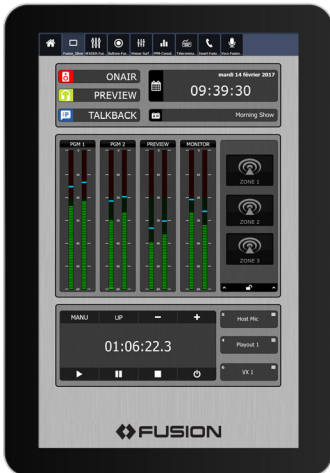 ONAIR
PREVIEW
TALKBACK
mardi 14 février 2017
09:39:30
Morning Show
PGM 1
PGM 2
PREVIEW
MONITOR
ZONE 1
ZONE 2
ZONE 3
MANU
UP
01:06:22.3
Host Mic
Playout 1
VX 1
FUSION